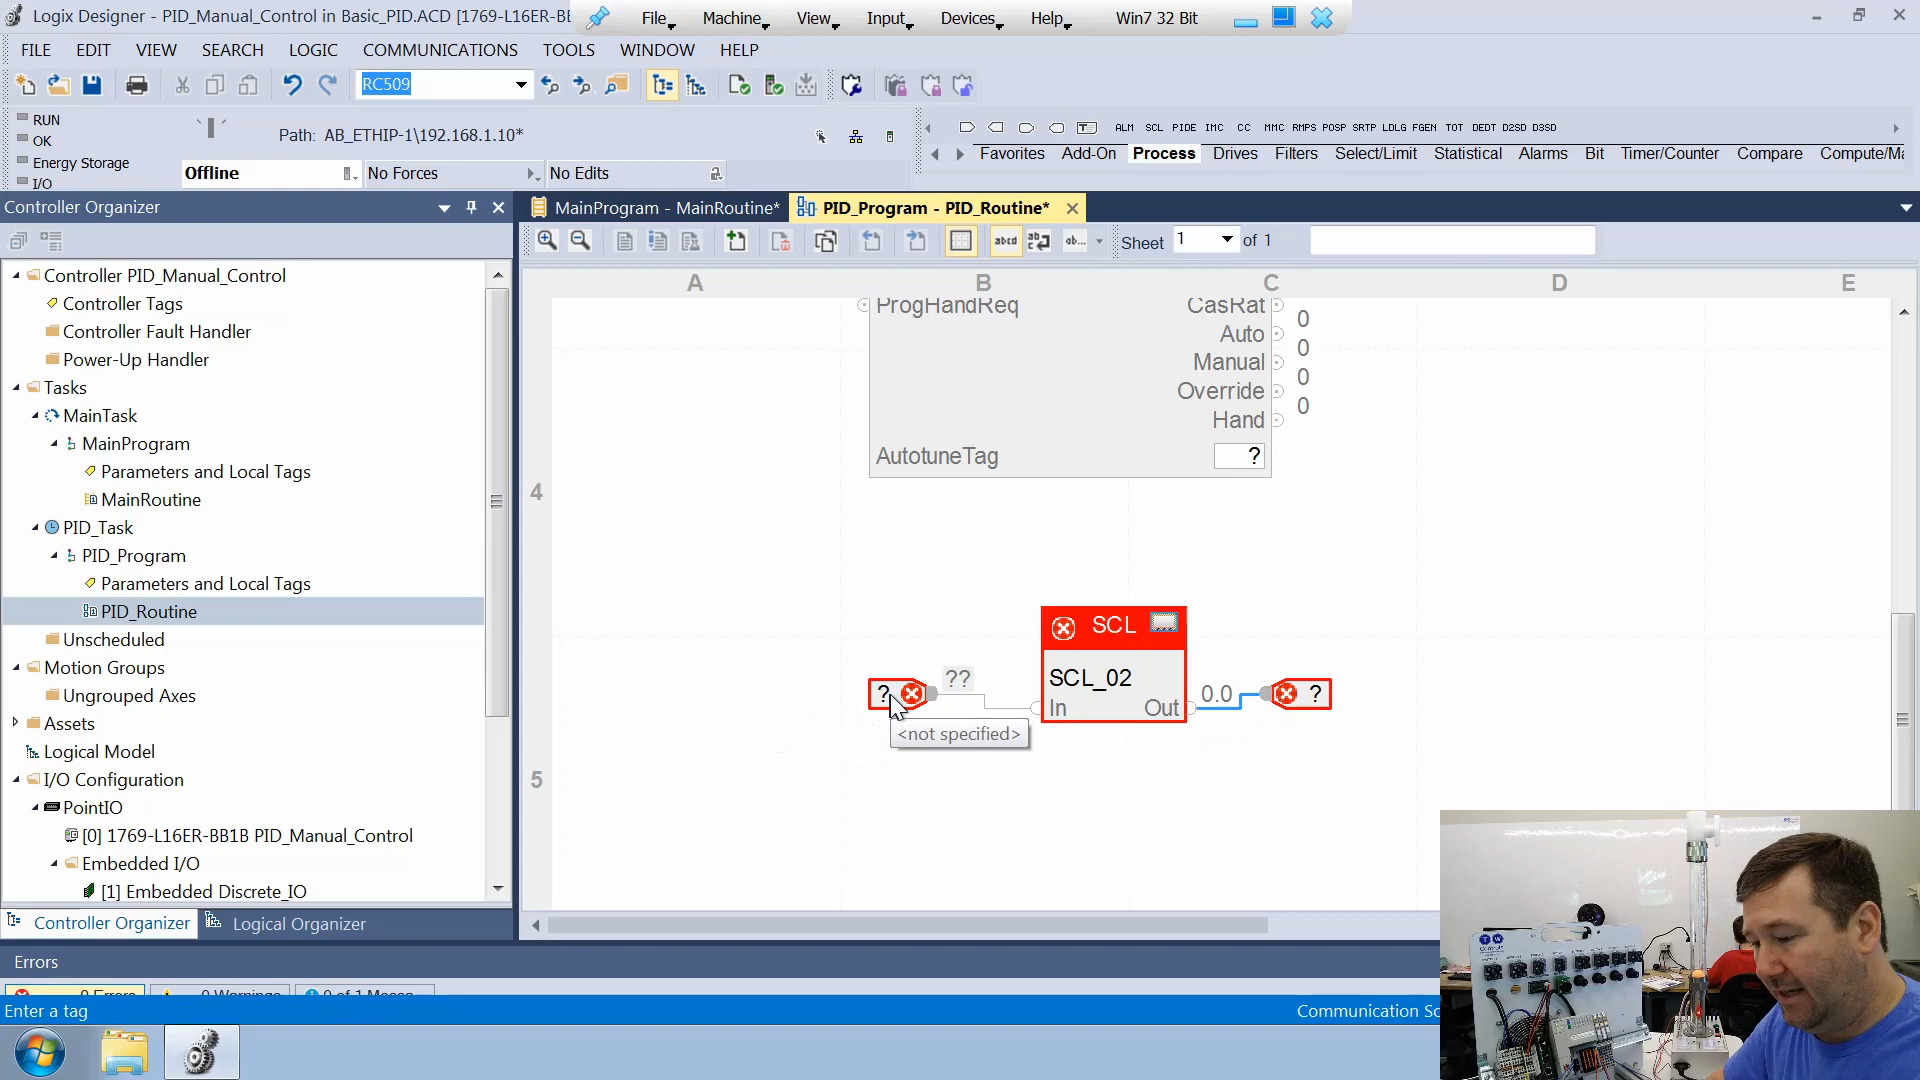 Logix Designer - PID_Manual_Control in Basic_PID.ACD [1769-L16ER-BB
File Machine View Input Devices Help Win7 32 Bit
FILE EDIT VIEW SEARCH LOGIC COMMUNICATIONS TOOLS WINDOW HELP
RC509
RUN
OK
Energy Storage
I/O
Path: AB_ETHIP-1\192.168.1.10*
Offline No Forces No Edits
ALM SCL PIDE IMC CC MMC RMPS POSP SRTP LDLG FGEN TOT DEDT D2SD D3SD
Favorites Add-On Process Drives Filters Select/Limit Statistical Alarms Bit Timer/Counter Compare Compute/Ma
Controller Organizer
MainProgram - MainRoutine* PID_Program - PID_Routine*
abcd ab... Sheet 1 of 1
A B C D E
Controller PID_Manual_Control
Controller Tags
Controller Fault Handler
Power-Up Handler
Tasks
MainTask
MainProgram
Parameters and Local Tags
MainRoutine
PID_Task
PID_Program
Parameters and Local Tags
PID_Routine
Unscheduled
Motion Groups
Ungrouped Axes
Assets
Logical Model
I/O Configuration
PointIO
[0] 1769-L16ER-BB1B PID_Manual_Control
Embedded I/O
[1] Embedded Discrete_IO
Controller Organizer Logical Organizer
ProgHandReq CasRat
0
Auto
0
Manual
0
Override
0
Hand
AutotuneTag ?
4
SCL
SCL_02
? ?? In Out 0.0 ?
<not specified>
5
Errors
0 Errors 0 Warnings
Enter a tag
Communication So